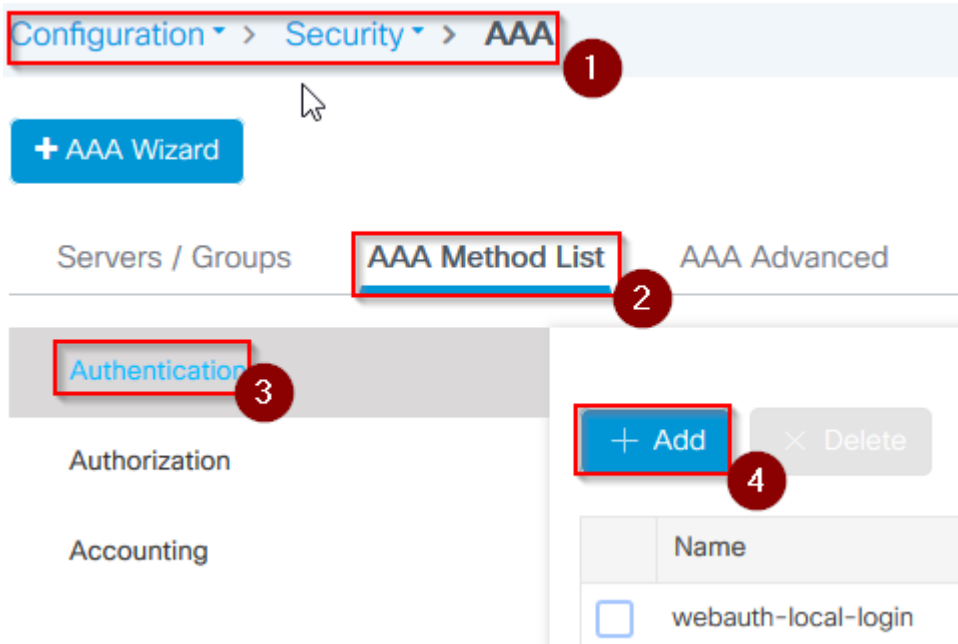 Configuration > Security > AAA
1
+ AAA Wizard
Servers / Groups AAA Method List AAA Advanced
2
Authentication
3
+ Add × Delete
4
Authorization
Accounting
Name
webauth-local-login